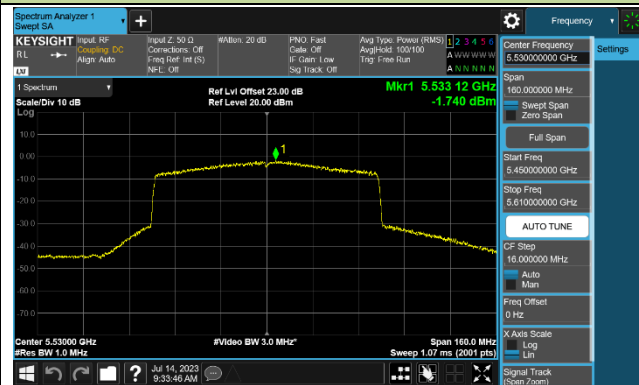 Spectrum Analyzer 1
Swept SA
Frequency
KEYSIGHT
Input: RF
Input Z: 50 Ω
#Atten: 20 dB
PNO: Fast
Avg Type: Power (RMS)
1 2 3 4 5 6
RL
Coupling: DC
Corrections: Off
Gate: Off
Avg|Hold: 100/100
A W W W W W
Align: Auto
Freq Ref: Int (S)
IF Gain: Low
Trig: Free Run
LXI
NFE: Off
Sig Track: Off
A N N N N N
1 Spectrum
Ref Lvl Offset 23.00 dB
Mkr1 5.533 12 GHz
Scale/Div 10 dB
Ref Level 20.00 dBm
-1.740 dBm
Log
10.0
0.00
-10.0
-20.0
-30.0
-40.0
-50.0
-60.0
-70.0
1
Center 5.53000 GHz
#Video BW 3.0 MHz*
Span 160.0 MHz
#Res BW 1.0 MHz
Sweep 1.07 ms (2001 pts)
Jul 14, 2023
9:33:46 AM
Center Frequency
5.530000000 GHz
Settings
Span
160.000000 MHz
Swept Span
Zero Span
Full Span
Start Freq
5.450000000 GHz
Stop Freq
5.610000000 GHz
AUTO TUNE
CF Step
16.000000 MHz
Auto
Man
Freq Offset
0 Hz
X Axis Scale
Log
Lin
Signal Track
(Span Zoom)